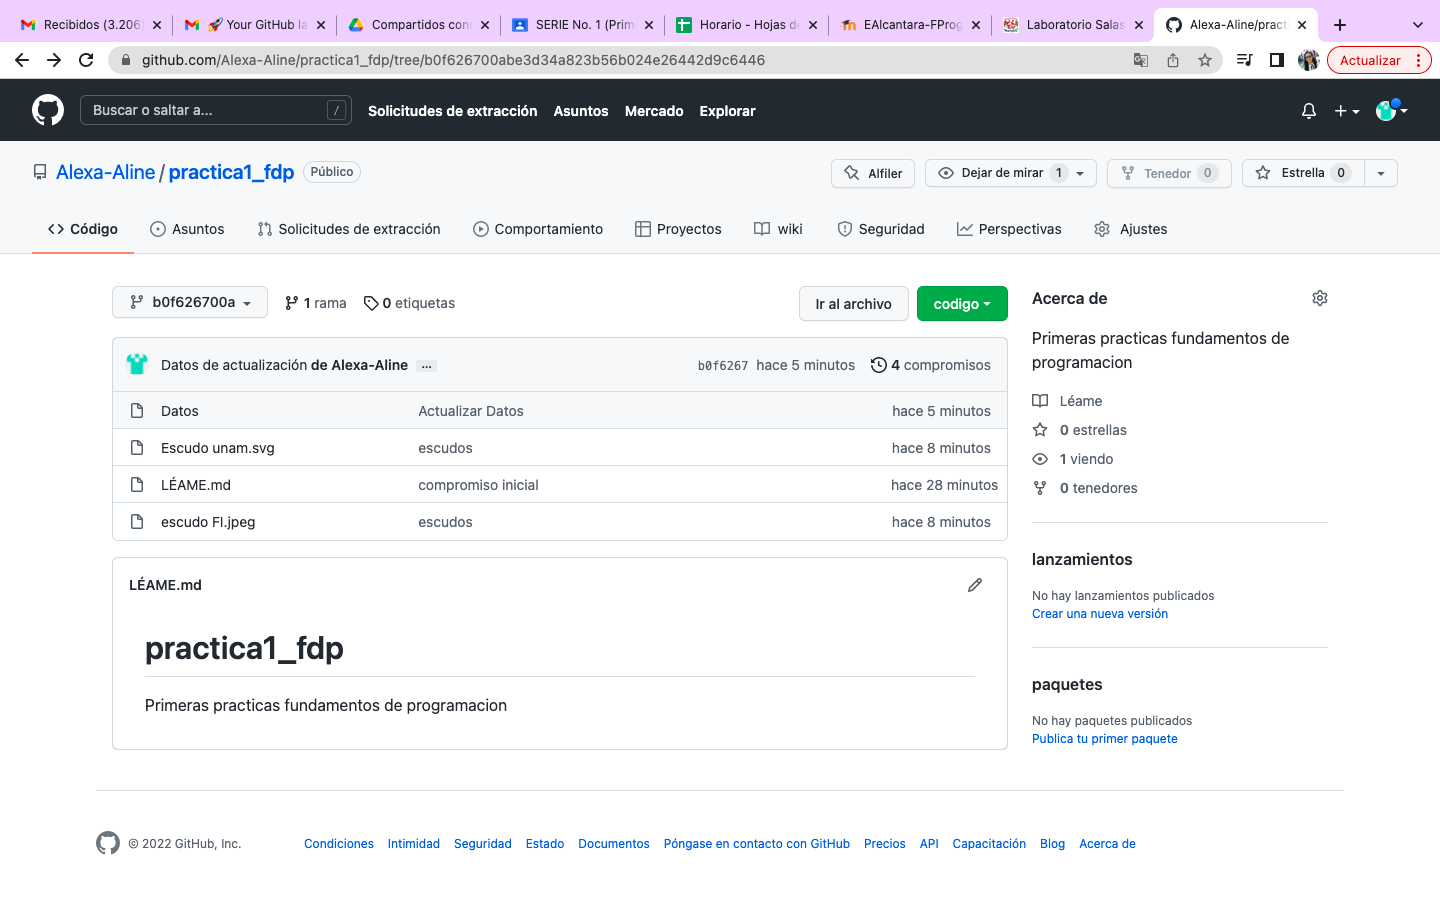 Recibidos (3.206)
Your GitHub la
Compartidos con
SERIE No. 1 (Prim
Horario - Hojas de
EAlcantara-FProg
Laboratorio Salas
Alexa-Aline/pract
github.com/Alexa-Aline/practica1_fdp/tree/b0f626700abe3d34a823b56b024e26442d9c6446
Actualizar
Buscar o saltar a... /
Solicitudes de extracción Asuntos Mercado Explorar
Alexa-Aline / practica1_fdp Público
Alfiler
Dejar de mirar 1
Tenedor 0
Estrella 0
Código Asuntos Solicitudes de extracción Comportamiento Proyectos wiki Seguridad Perspectivas Ajustes
b0f626700a 1 rama 0 etiquetas
Ir al archivo codigo
Datos de actualización de Alexa-Aline ... b0f6267 hace 5 minutos 4 compromisos
Datos Actualizar Datos hace 5 minutos
Escudo unam.svg escudos hace 8 minutos
LÉAME.md compromiso inicial hace 28 minutos
escudo FI.jpeg escudos hace 8 minutos
LÉAME.md
practica1_fdp
Primeras practicas fundamentos de programacion
Acerca de
Primeras practicas fundamentos de
programacion
Léame
0 estrellas
1 viendo
0 tenedores
lanzamientos
No hay lanzamientos publicados
Crear una nueva versión
paquetes
No hay paquetes publicados
Publica tu primer paquete
© 2022 GitHub, Inc. Condiciones Intimidad Seguridad Estado Documentos Póngase en contacto con GitHub Precios API Capacitación Blog Acerca de